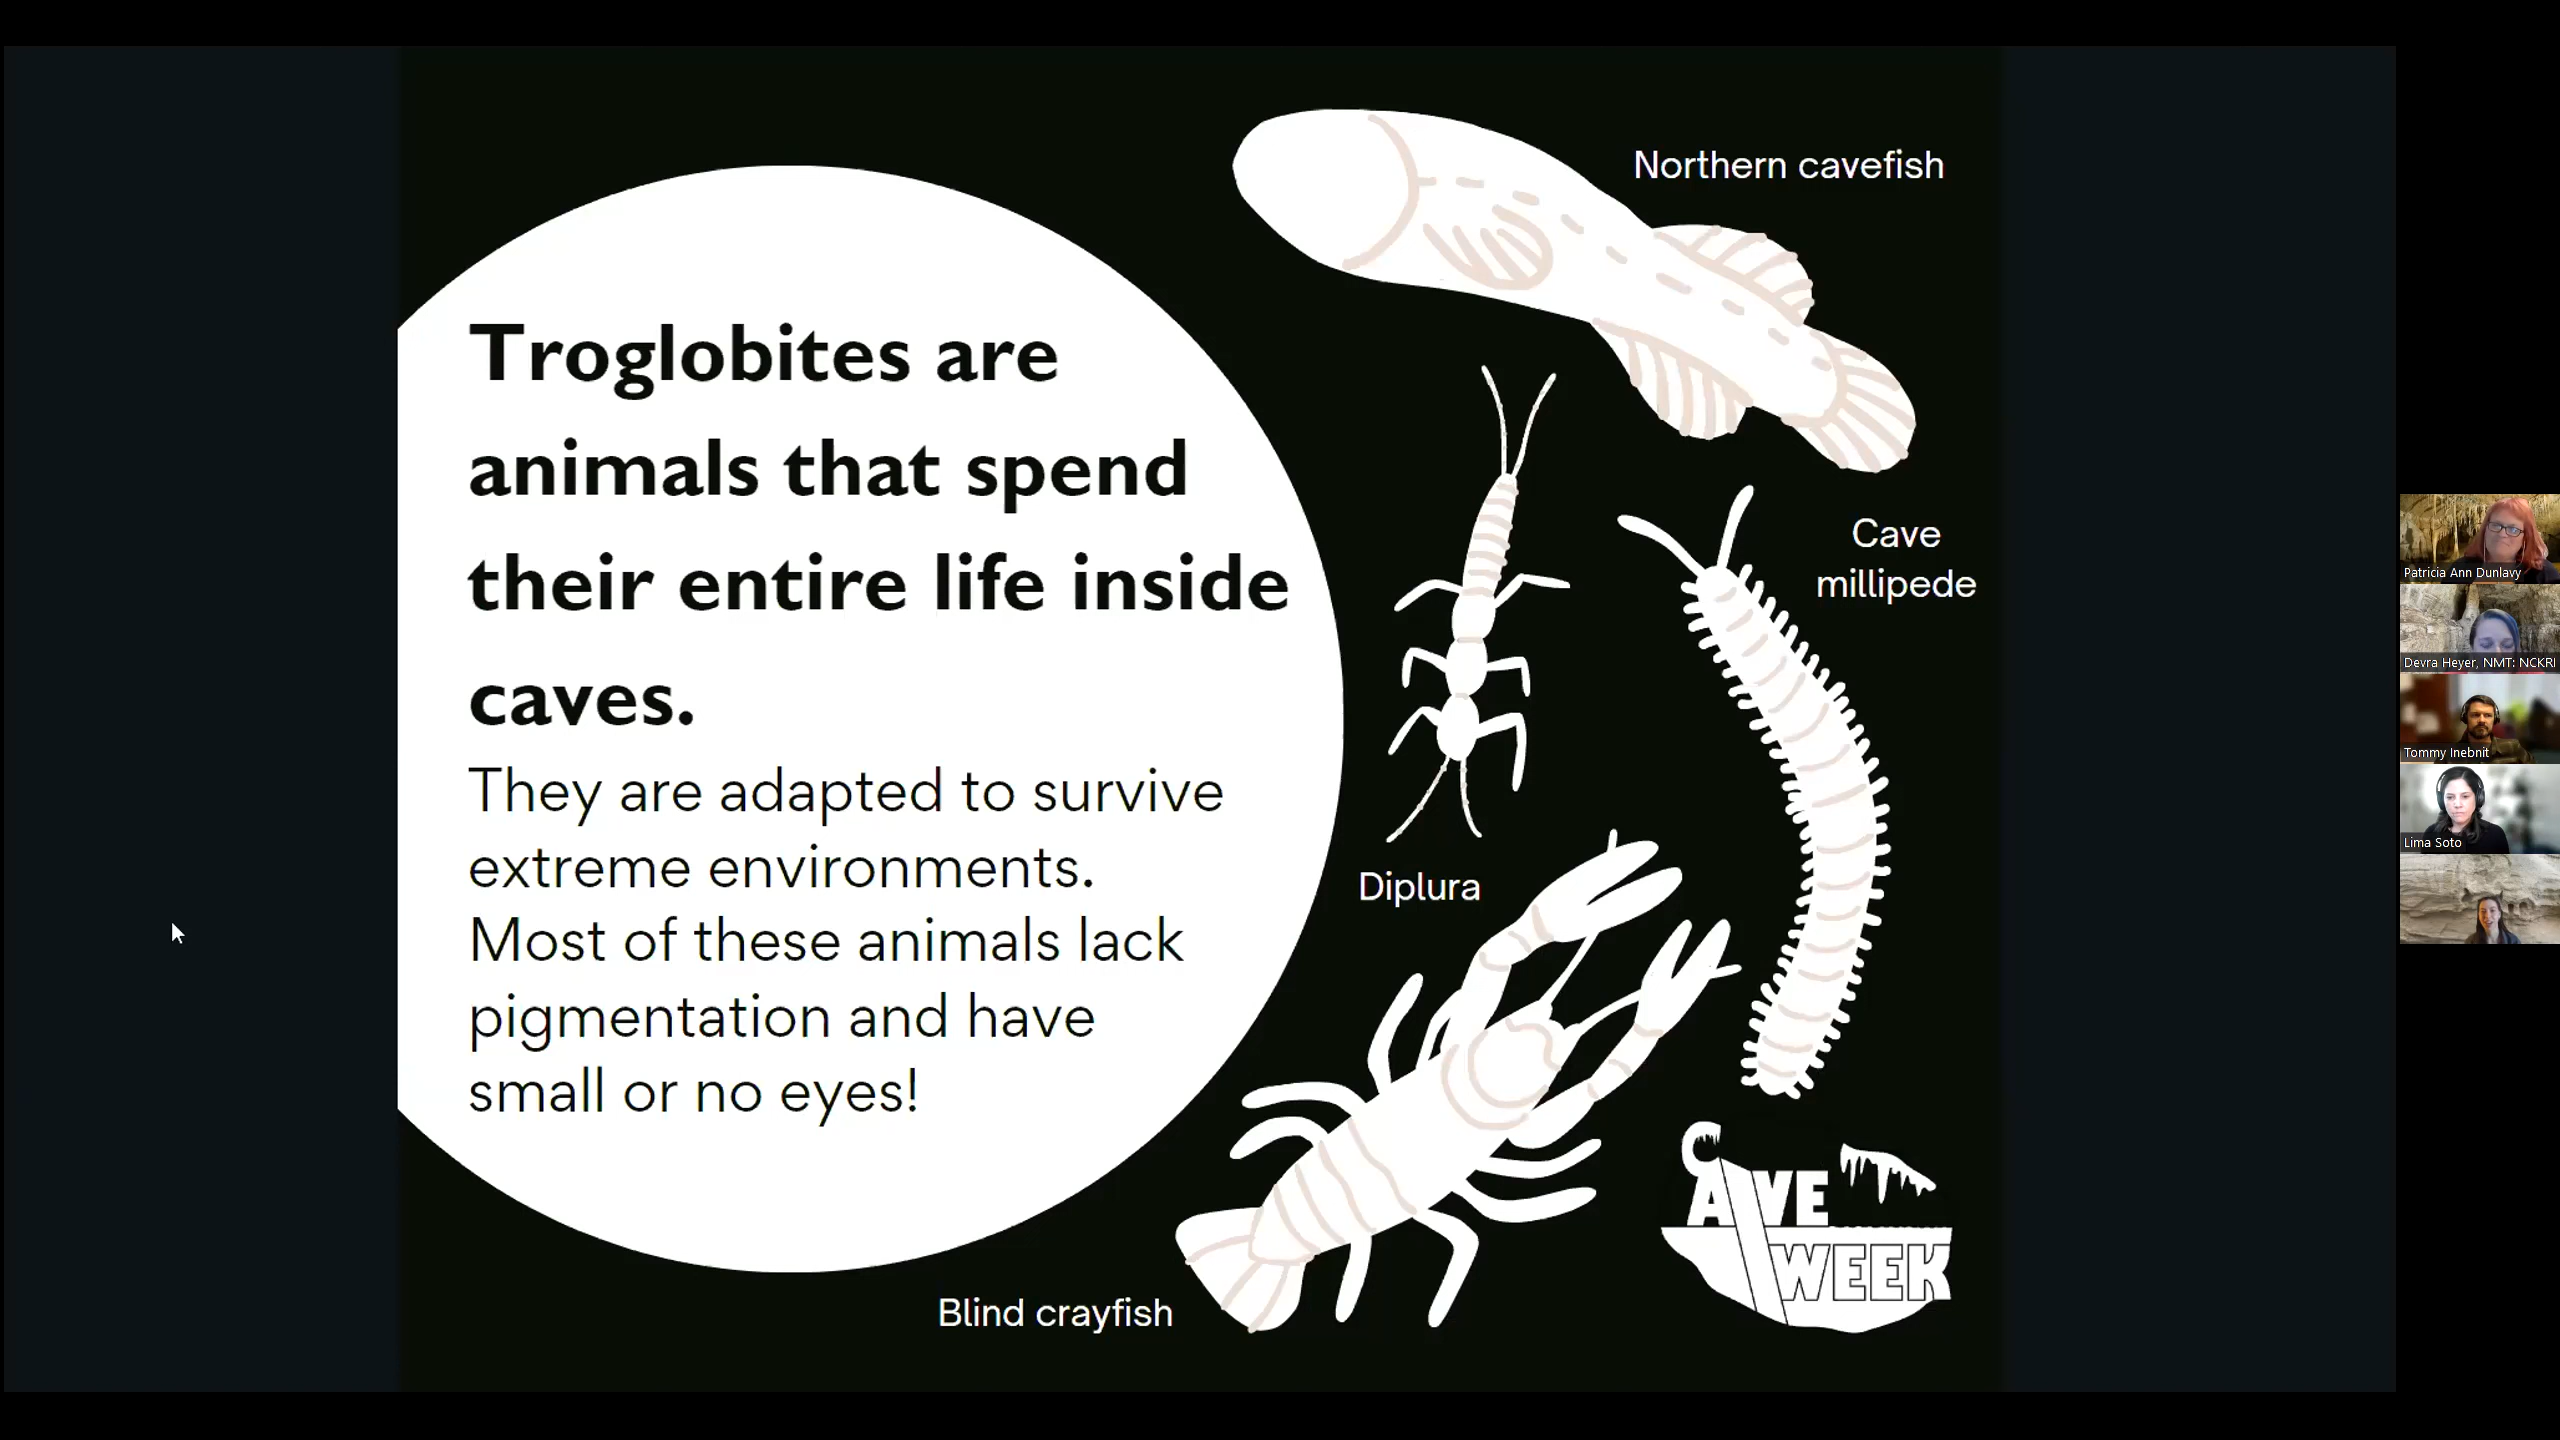 Northern cavefish
Troglobites are
animals that spend
their entire life inside
caves.
They are adapted to survive
extreme environments.
Most of these animals lack
pigmentation and have
small or no eyes!
Cave
millipede
Diplura
Blind crayfish
CAVE
WEEK
Patricia Ann Dunlavy
Devra Heyer, NMT: NCKRI
Tommy Inebnit
Lima Soto